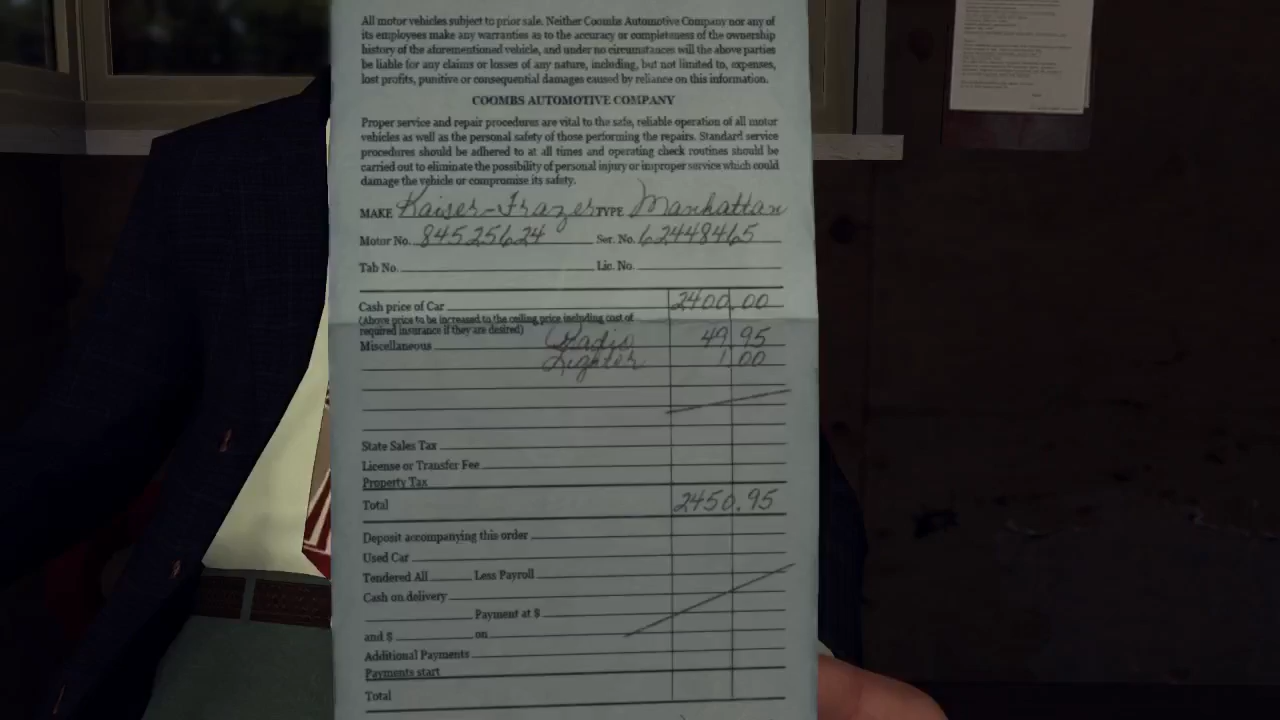 All motor vehicles subject to prior sale. Neither Coombs Automotive Company nor any of
its employees make any warranties as to the accuracy or completeness of the ownership
history of the aforementioned vehicle, and under no circumstances will the above parties
be liable for any claims or losses of any nature, including, but not limited to, expenses,
lost profits, punitive or consequential damages caused by reliance on this information.
COOMBS AUTOMOTIVE COMPANY
Proper service and repair procedures are vital to the safe, reliable operation of all motor
vehicles as well as the personal safety of those performing the repairs. Standard service
procedures should be adhered to at all times and operating check routines should be
carried out to eliminate the possibility of personal injury or improper service which could
damage the vehicle or compromise its safety.
MAKE Kaiser-Frazer TYPE Manhattan
Motor No. 84525624 Ser. No. 62448465
Tab No. Lic. No.
Cash price of Car 2400.00
(Above price to be increased to the ceiling price including cost of
required insurance if they are desired)
Miscellaneous Radio 49 95
Lighter 1.00
State Sales Tax
License or Transfer Fee
Property Tax
Total 2450.95
Deposit accompanying this order
Used Car
Tendered All Less Payroll
Cash on delivery
Payment at $
and $ on
Additional Payments
Payments start
Total